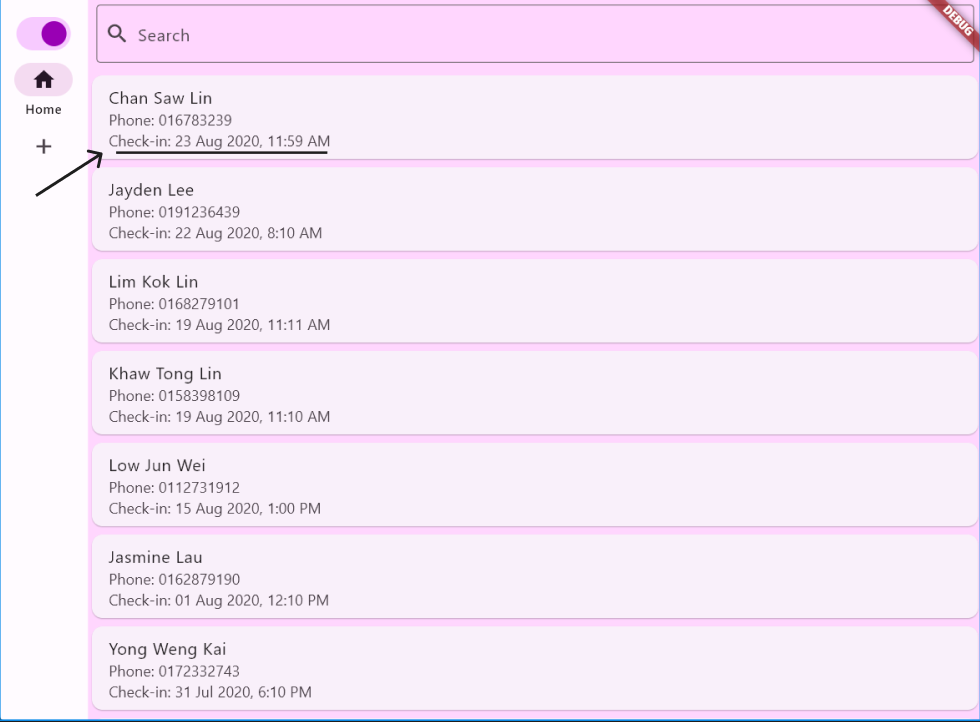 Search
DEBUG
Home
Chan Saw Lin
Phone: 016783239
Check-in: 23 Aug 2020, 11:59 AM
Jayden Lee
Phone: 0191236439
Check-in: 22 Aug 2020, 8:10 AM
Lim Kok Lin
Phone: 0168279101
Check-in: 19 Aug 2020, 11:11 AM
Khaw Tong Lin
Phone: 0158398109
Check-in: 19 Aug 2020, 11:10 AM
Low Jun Wei
Phone: 0112731912
Check-in: 15 Aug 2020, 1:00 PM
Jasmine Lau
Phone: 0162879190
Check-in: 01 Aug 2020, 12:10 PM
Yong Weng Kai
Phone: 0172332743
Check-in: 31 Jul 2020, 6:10 PM